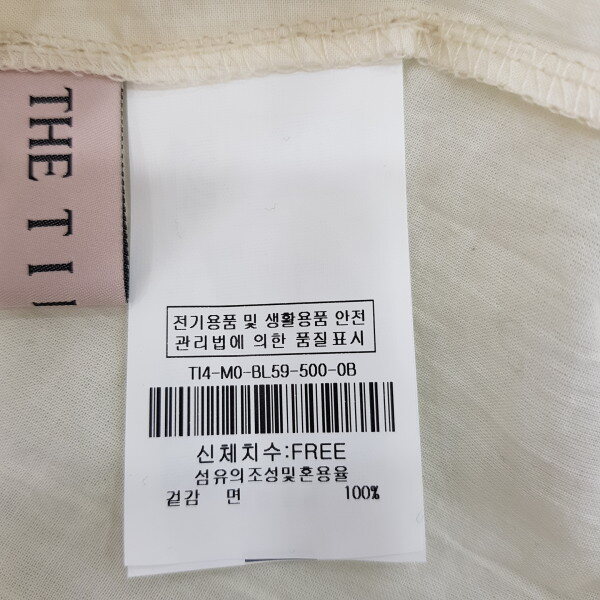 THE TI
전기용품 및 생활용품 안전
관리법에 의한 품질표시
TI4-M0-BL59-500-0B
신체치수:FREE
섬유의조성및혼용율
겉감 면 100%